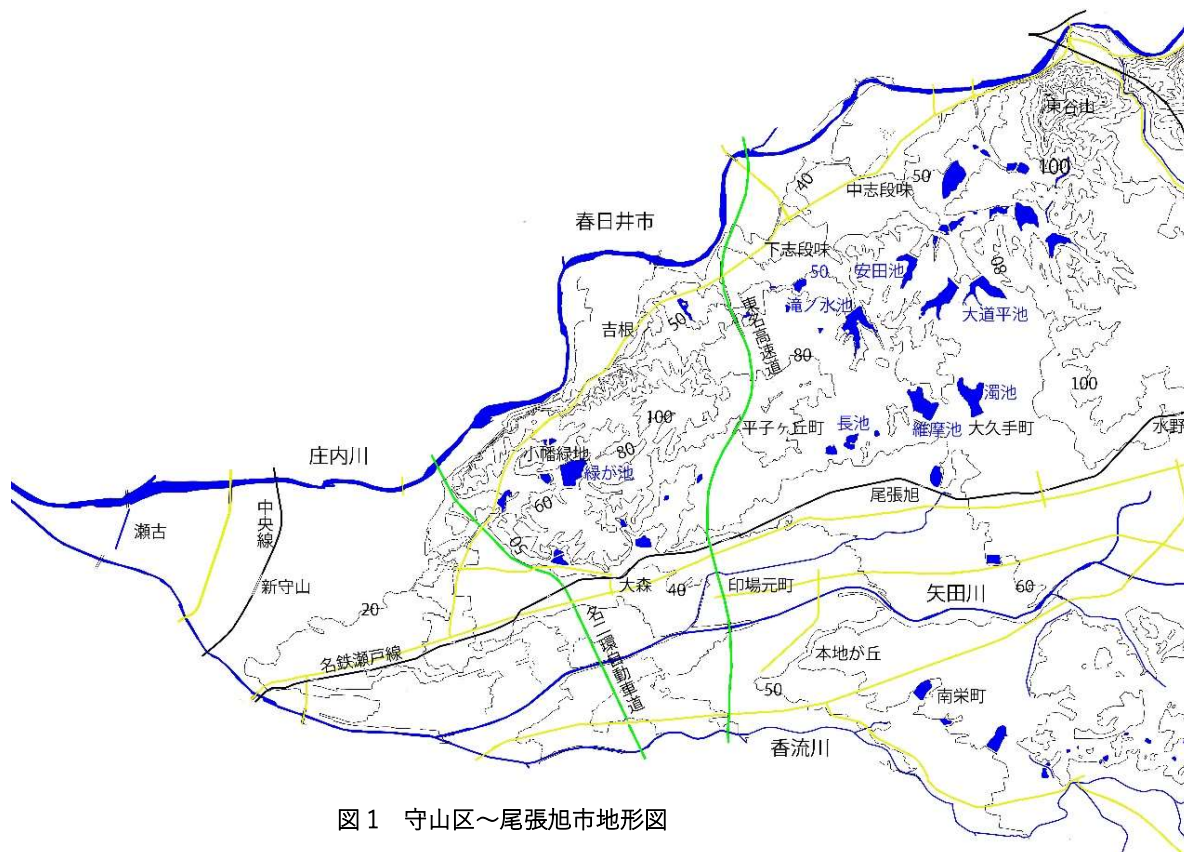 東谷山
100
50
中志段味
40
春日井市
下志段味
50
安田池
80
大道平池
滝ノ水池
東名高速道
吉根
50
80
100
濁池
100
平子ヶ丘町
長池
維摩池
大久手町
水野
庄内川
小幡緑地
80
緑が池
尾張旭
瀬古
中央線
60
50
新守山
大森
40
印場元町
矢田川
60
20
名二環自動車道
本地が丘
名鉄瀬戸線
50
南栄町
香流川
図1 守山区～尾張旭市地形図